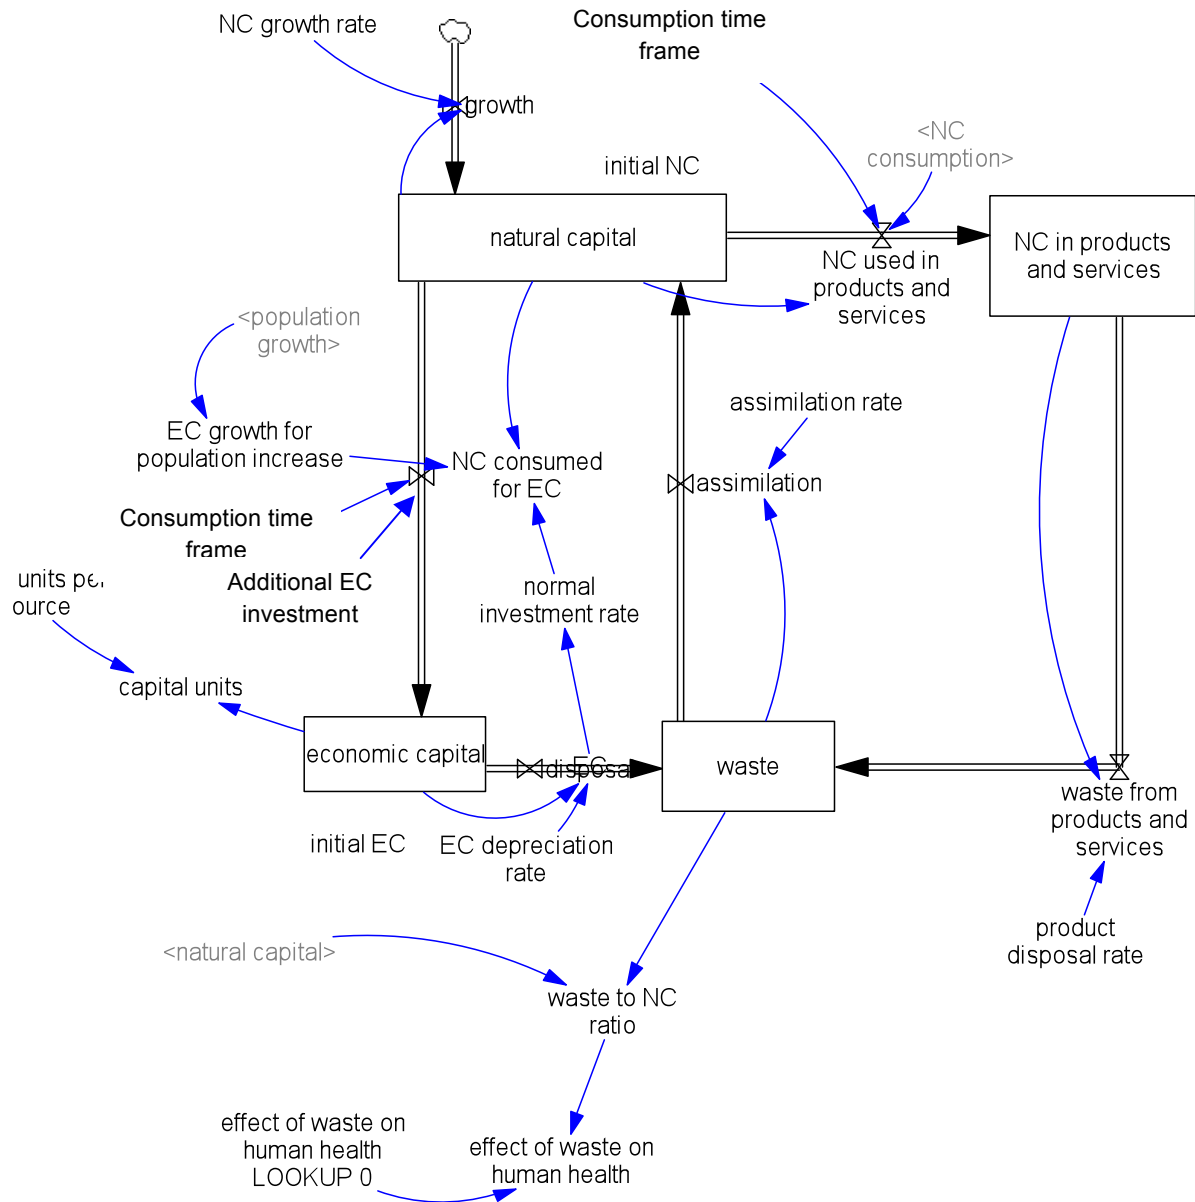 NC growth rate
Consumption time
frame
growth
<NC
consumption>
initial NC
natural capital
NC in products
and services
NC used in
products and
services
<population
growth>
assimilation rate
EC growth for
population increase
NC consumed
for EC
assimilation
Consumption time
frame
Additional EC
investment
units
ource
normal
investment rate
capital units
economic capital
EC
disposal
waste
waste from
products and
services
initial EC
EC depreciation
rate
product
disposal rate
<natural capital>
waste to NC
ratio
effect of waste on
human health
LOOKUP 0
effect of waste on
human health